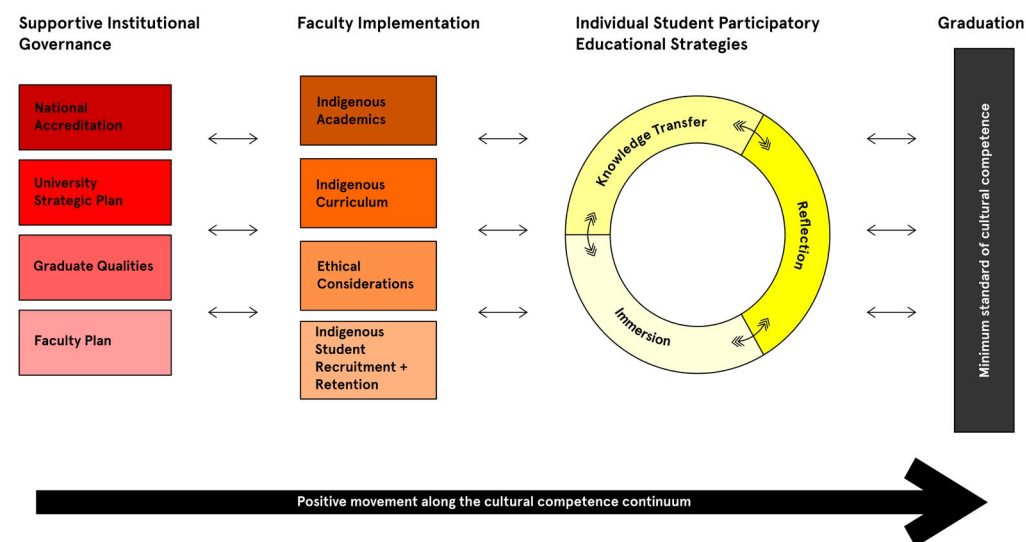 Supportive Institutional
Governance
National
Accreditation
University
Strategic Plan
Graduate Qualities
Faculty Plan
Faculty Implementation
Indigenous
Academics
Indigenous
Curriculum
Ethical
Considerations
Indigenous
Student
Recruitment +
Retention
Individual Student Participatory
Educational Strategies
Knowledge Transfer
Reflection
Immersion
Graduation
Minimum standard of cultural competence
Positive movement along the cultural competence continuum